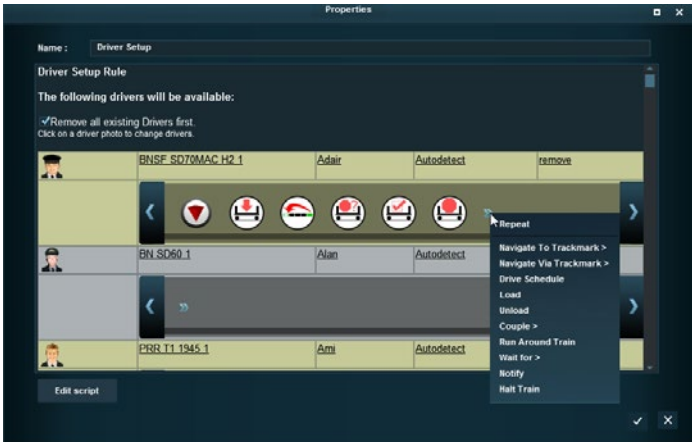 Properties
Name : Driver Setup
Driver Setup Rule
The following drivers will be available:
Remove all existing Drivers first.
Click on a driver photo to change drivers.
BNSF SD70MAC H2 1 Adair Autodetect remove
Repeat
Navigate To Trackmark >
Navigate Via Trackmark >
Drive Schedule
Load
Unload
Couple >
Run Around Train
Wait for >
Notify
Halt Train
BN SD60 1 Alan Autodetect
PRR T1 1945 1 Ami Autodetect
Edit script